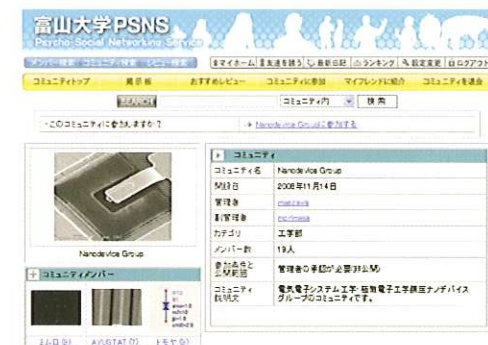 富山大学PSNS
Psycho Social Networking Service
メンバー検索 コミュニティ検索 レビュー検索
マイホーム 友達を誘う 最新日記 ランキング 設定変更 ログアウト
コミュニティトップ 掲示板 おすすめレビュー コミュニティに参加 マイフレンドに紹介 コミュニティを退会
SEARCH コミュニティ内 検索
・このコミュニティに参加しますか? → Nanodevice Groupに参加する
Nanodevice Group
コミュニティ
コミュニティ名 Nanodevice Group
開設日 2008年11月14日
管理者
副管理者
カテゴリ 工学部
メンバー数 19人
参加条件と公開範囲 管理者の承認が必要(非公開)
コミュニティ説明文 電気電子システム工学・極微電子工学講座ナノデバイス
グループのコミュニティです。
コミュニティメンバー
ミムロ (9) AYUSTAT (7) トモヤ (9)